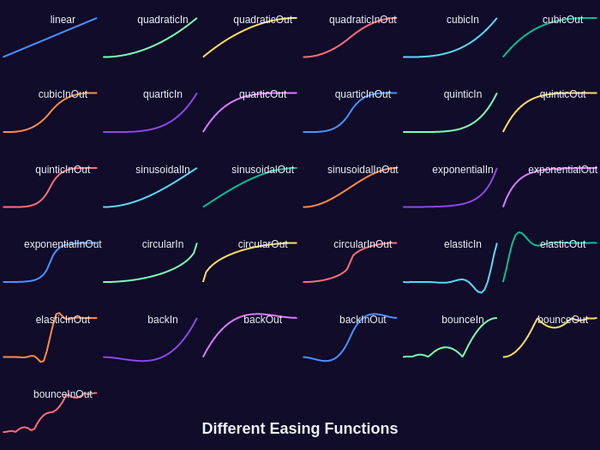 linear
quadraticIn
quadraticOut
quadraticInOut
cubicIn
cubicOut
cubicInOut
quarticIn
quarticOut
quarticInOut
quinticIn
quinticOut
quinticInOut
sinusoidalIn
sinusoidalOut
sinusoidalInOut
exponentialIn
exponentialOut
exponentialInOut
circularIn
circularOut
circularInOut
elasticIn
elasticOut
elasticInOut
backIn
backOut
backInOut
bounceIn
bounceOut
bounceInOut
Different Easing Functions